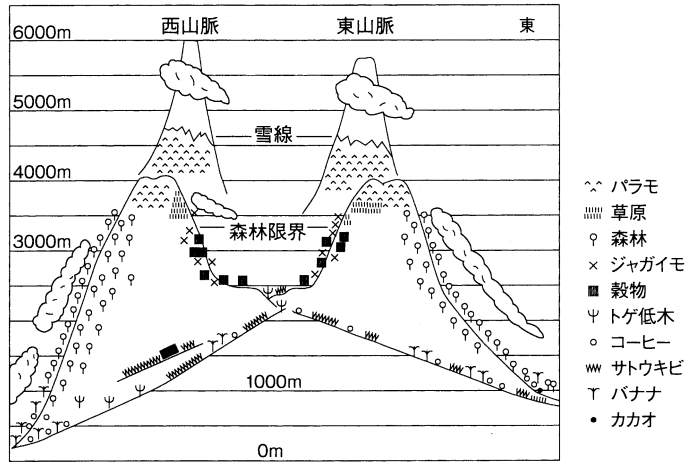 西山脈 東山脈 東
6000m
5000m
雪線
4000m
森林限界
3000m
1000m
0m
パラモ
草原
森林
ジャガイモ
穀物
トゲ低木
コーヒー
サトウキビ
バナナ
カカオ